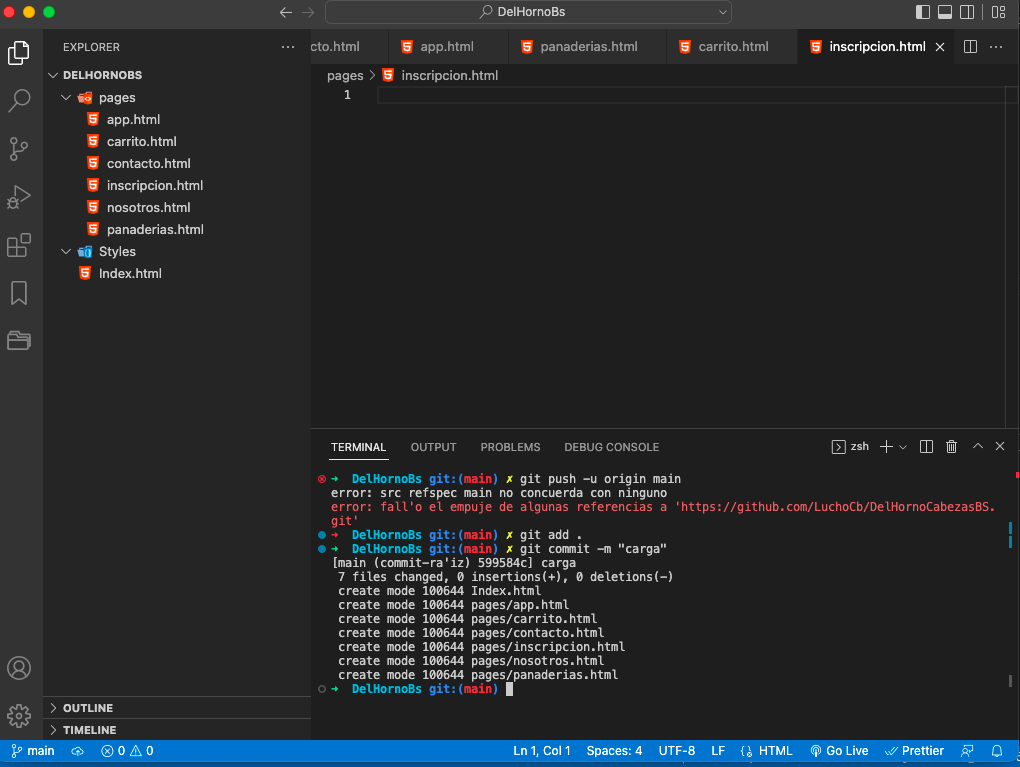 DelHornoBs
EXPLORER
cto.html
app.html
panaderias.html
carrito.html
inscripcion.html
DELHORNOBS
pages
app.html
carrito.html
contacto.html
inscripcion.html
nosotros.html
panaderias.html
Styles
Index.html
OUTLINE
TIMELINE
pages > inscripcion.html
1
TERMINAL OUTPUT PROBLEMS DEBUG CONSOLE
zsh
➜ DelHornoBs git:(main) ✗ git push -u origin main
error: src refspec main no concuerda con ninguno
error: fall'o el empuje de algunas referencias a 'https://github.com/LuchoCb/DelHornoCabezasBS.
git'
➜ DelHornoBs git:(main) ✗ git add .
➜ DelHornoBs git:(main) ✗ git commit -m "carga"
[main (commit-ra'iz) 599584c] carga
7 files changed, 0 insertions(+), 0 deletions(-)
create mode 100644 Index.html
create mode 100644 pages/app.html
create mode 100644 pages/carrito.html
create mode 100644 pages/contacto.html
create mode 100644 pages/inscripcion.html
create mode 100644 pages/nosotros.html
create mode 100644 pages/panaderias.html
➜ DelHornoBs git:(main)
main 0 0 Ln 1, Col 1 Spaces: 4 UTF-8 LF {} HTML Go Live Prettier